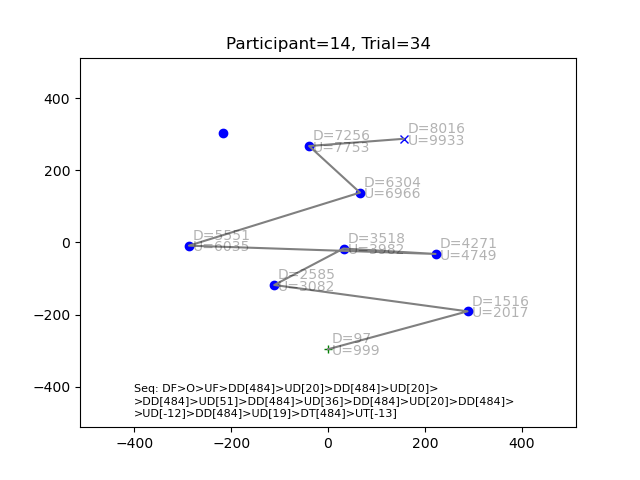 Participant=14, Trial=34
400
200
0
−200
−400
D=7256
U=7753
D=8016
U=9933
D=6304
U=6966
D=5551
U=6035
D=3518
U=3982
D=4271
U=4749
D=2585
U=3082
D=1516
U=2017
D=97
U=999
Seq: DF>O>UF>DD[484]>UD[20]>DD[484]>UD[20]>
>DD[484]>UD[51]>DD[484]>UD[36]>DD[484]>UD[20]>DD[484]>
>UD[-12]>DD[484]>UD[19]>DT[484]>UT[-13]
−400 −200 0 200 400